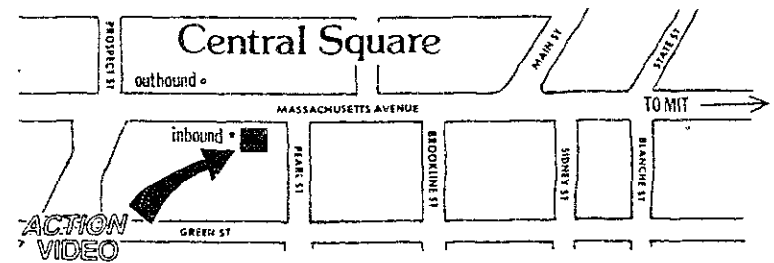 Central Square
PROSPECT ST
MAIN ST
STATE ST
outbound
MASSACHUSETTS AVENUE
TO MIT
inbound
PEARL ST
BROOKLINE ST
SIDNEY ST
BLANCHE ST
ACTION
VIDEO
GREEN ST